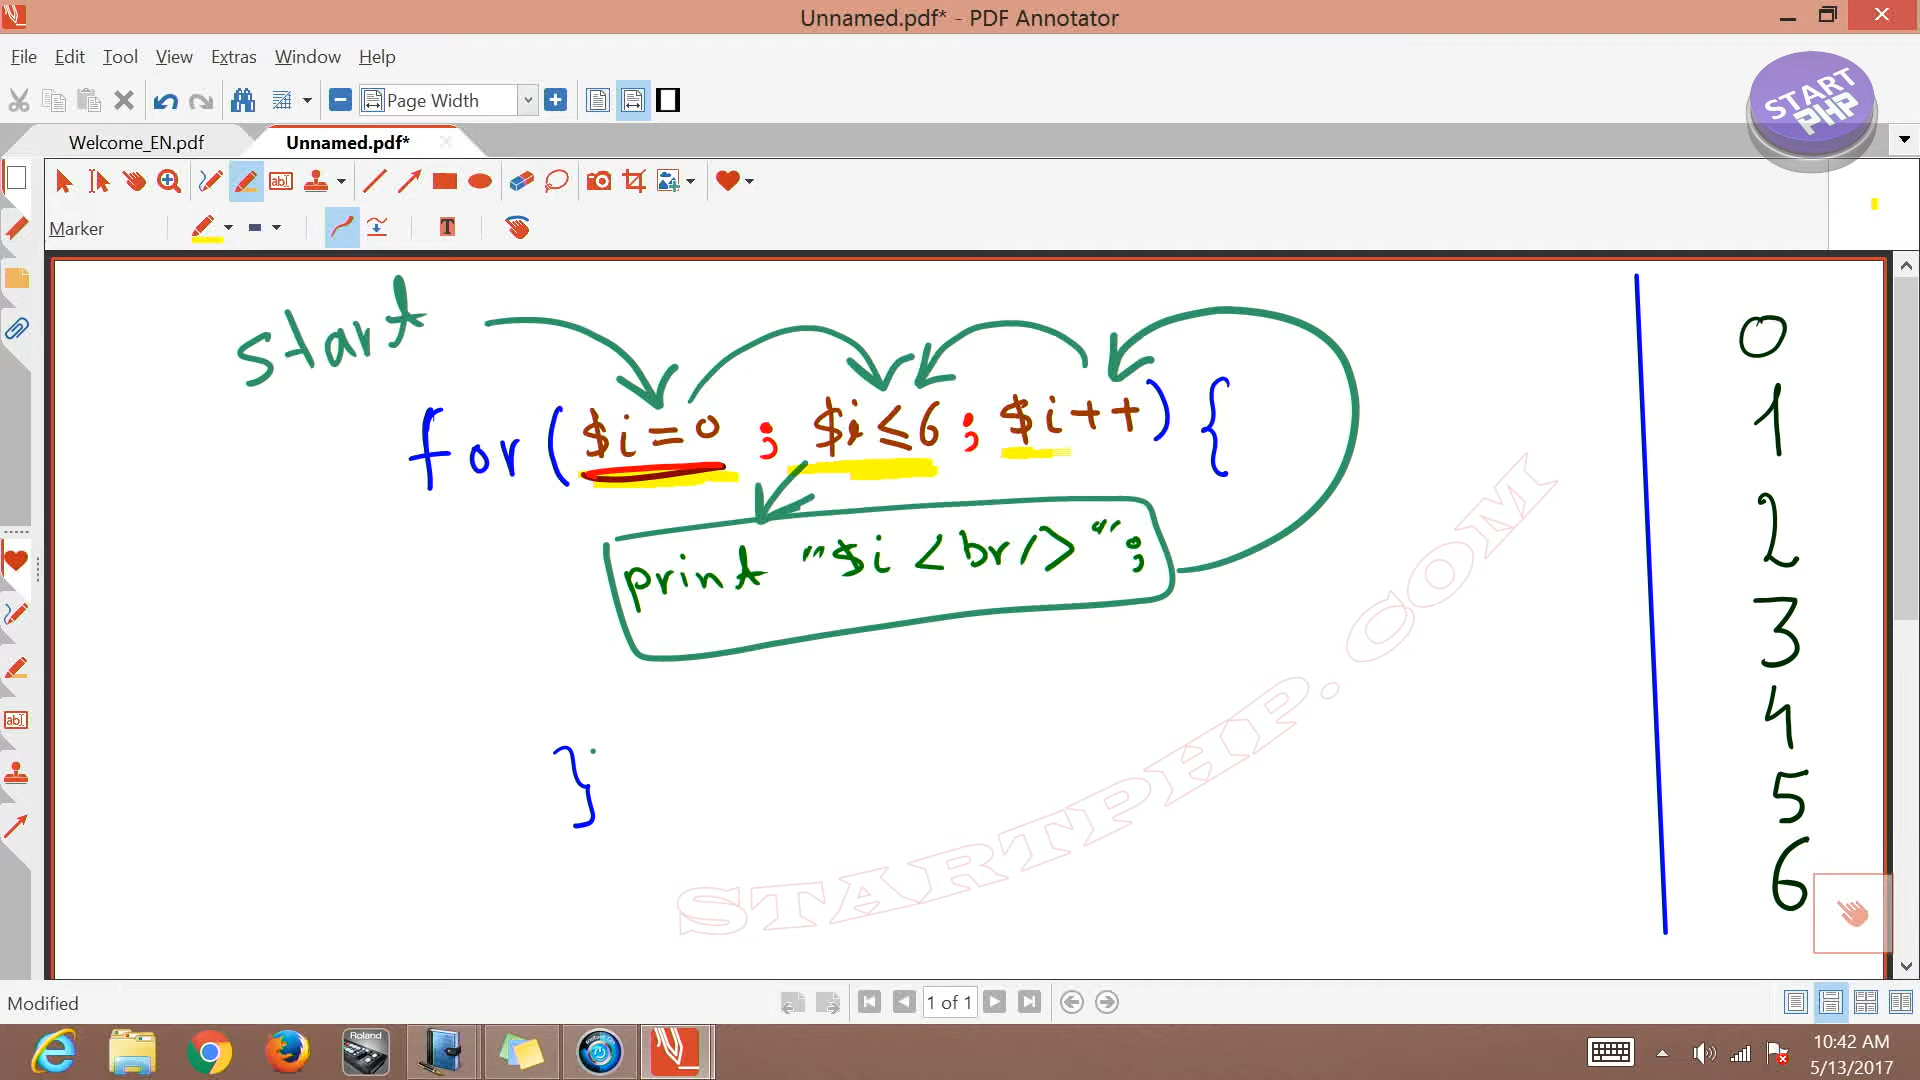 Unnamed.pdf* - PDF Annotator
File Edit Tool View Extras Window Help
START PHP
Page Width
Welcome_EN.pdf
Unnamed.pdf*
Marker
start
for ( $i=0 ; $i≤6 ; $i++ ) {
print "$i <br/> ";
}
0
1
2
3
4
5
6
STARTPHP.COM
Modified
1 of 1
Roland
10:42 AM
5/13/2017